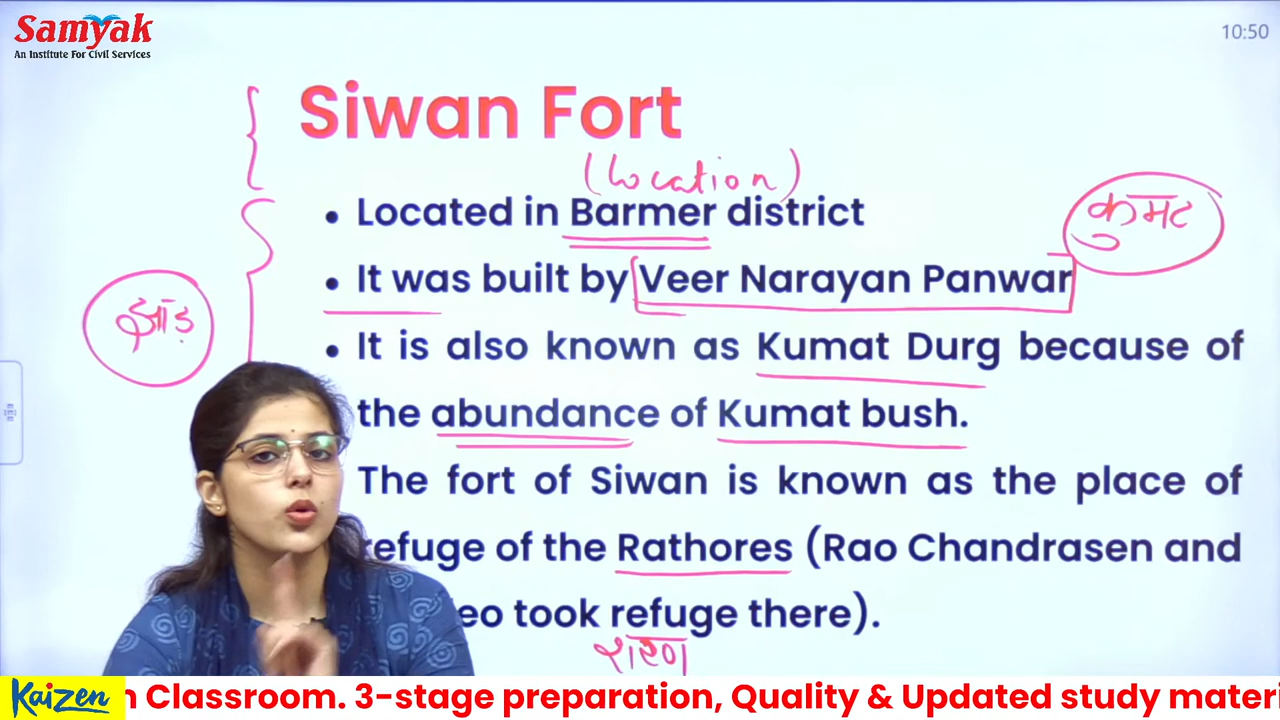 Samyak
An Institute For Civil Services
10:50
Siwan Fort
(location)
• Located in Barmer district
कुमट
• It was built by Veer Narayan Panwar
झाड़
• It is also known as Kumat Durg because of
the abundance of Kumat bush.
The fort of Siwan is known as the place of
refuge of the Rathores (Rao Chandrasen and
eo took refuge there).
शरण
Kaizen
n Classroom. 3-stage preparation, Quality & Updated study materi